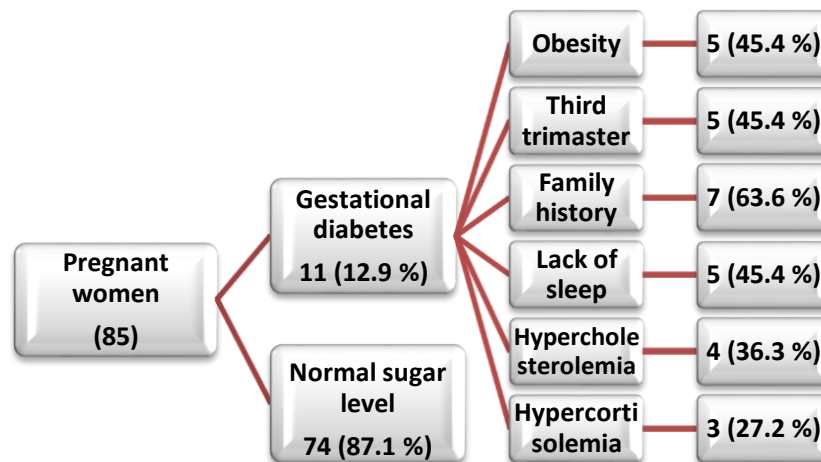 Pregnant
women
(85)
Gestational
diabetes
11 (12.9 %)
Normal sugar
level
74 (87.1 %)
Obesity
5 (45.4 %)
Third
trimaster
5 (45.4 %)
Family
history
7 (63.6 %)
Lack of
sleep
5 (45.4 %)
Hyperchole
sterolemia
4 (36.3 %)
Hypercorti
solemia
3 (27.2 %)